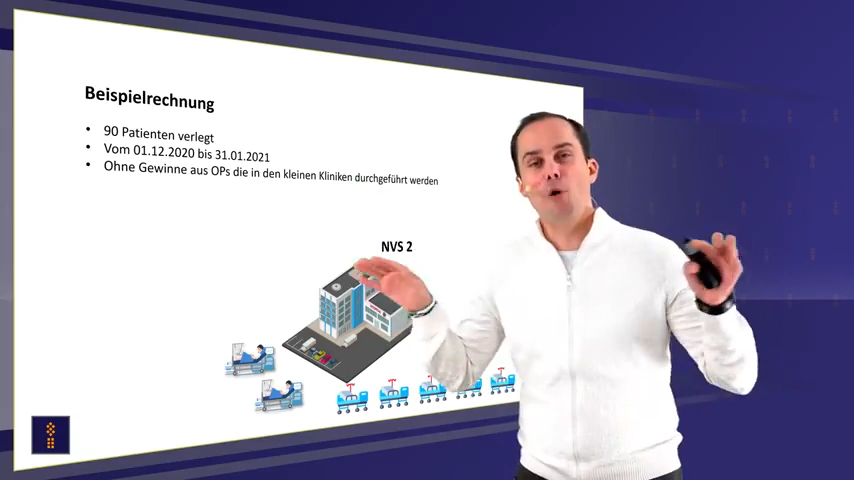 Beispielrechnung
• 90 Patienten verlegt
• Vom 01.12.2020 bis 31.01.2021
• Ohne Gewinne aus OPs die in den kleinen Kliniken durchgeführt werden
NVS 2